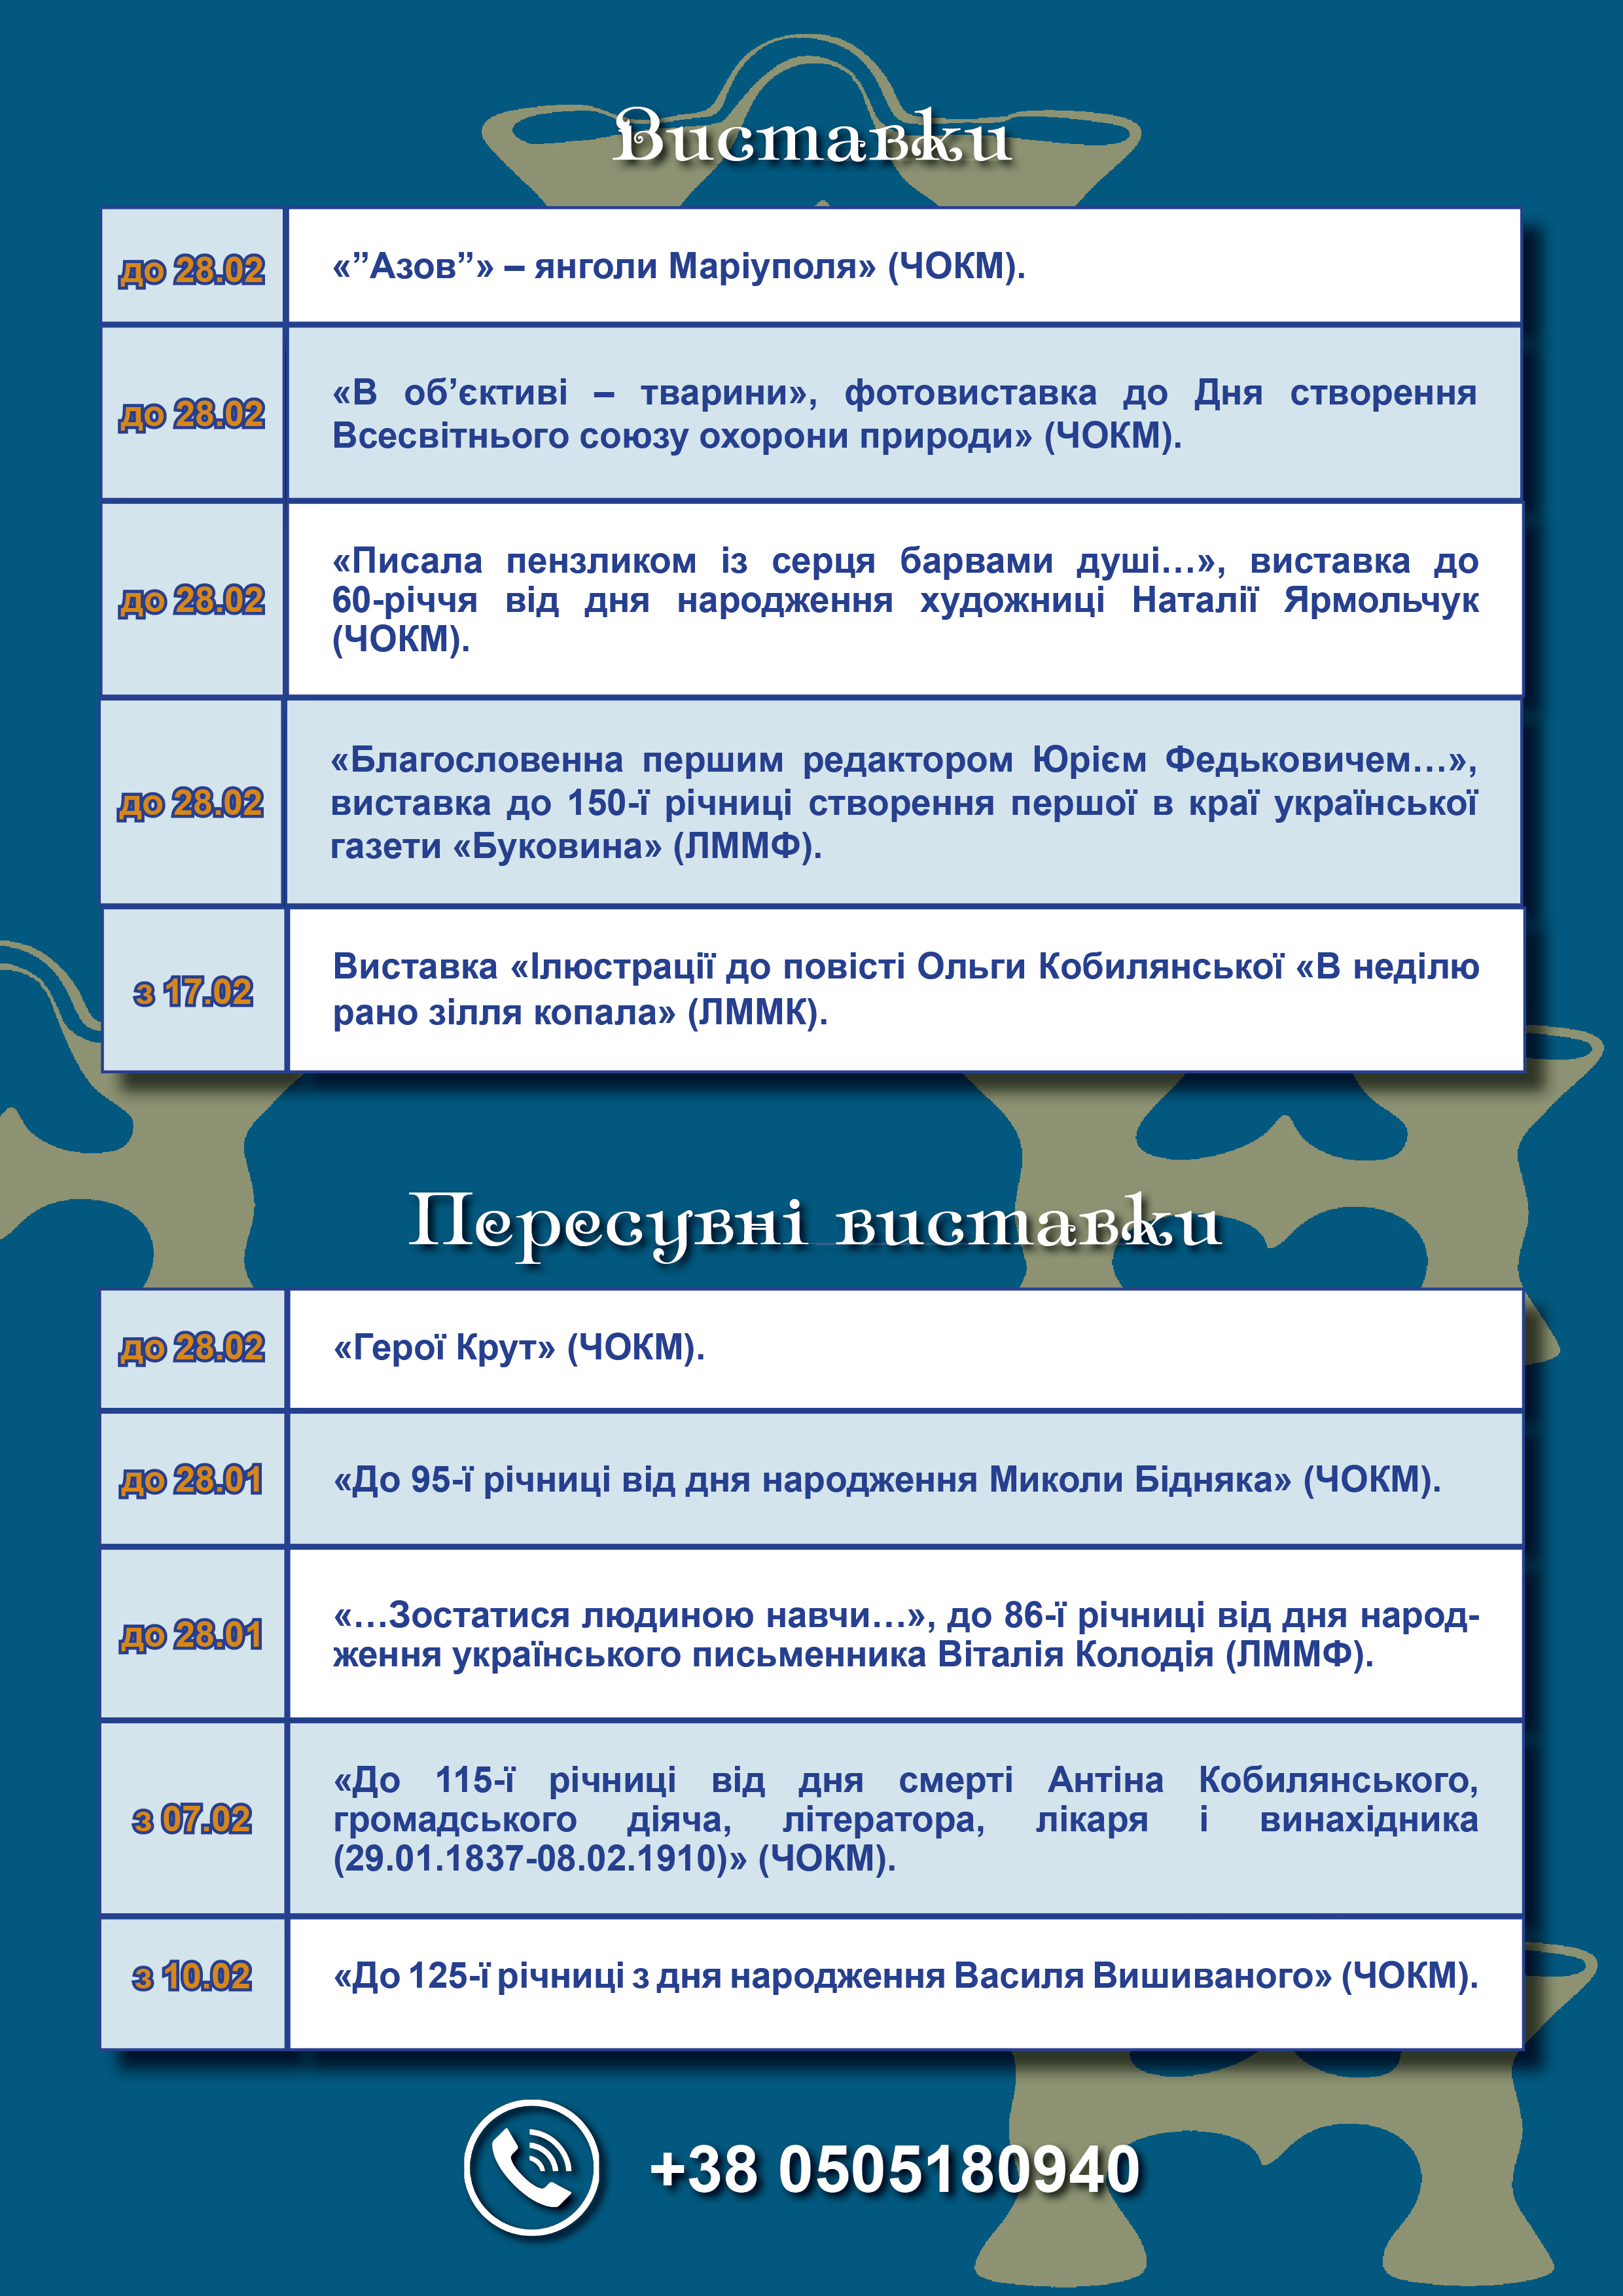 Виставки
до 28.02
«”Азов”» – янголи Маріуполя» (ЧОКМ).
до 28.02
«В об’єктиві – тварини», фотовиставка до Дня створення
Всесвітнього союзу охорони природи» (ЧОКМ).
до 28.02
«Писала пензликом із серця барвами душі...», виставка до
60-річчя від дня народження художниці Наталії Ярмольчук
(ЧОКМ).
до 28.02
«Благословенна першим редактором Юрієм Федьковичем...»,
виставка до 150-ї річниці створення першої в краї української
газети «Буковина» (ЛММФ).
з 17.02
Виставка «Ілюстрації до повісті Ольги Кобилянської «В неділю
рано зілля копала» (ЛММК).
Пересувні виставки
до 28.02
«Герої Крут» (ЧОКМ).
до 28.01
«До 95-ї річниці від дня народження Миколи Бідняка» (ЧОКМ).
до 28.01
«...Зостатися людиною навчи...», до 86-ї річниці від дня народ-
ження українського письменника Віталія Колодія (ЛММФ).
з 07.02
«До 115-ї річниці від дня смерті Антіна Кобилянського,
громадського діяча, літератора, лікаря і винахідника
(29.01.1837-08.02.1910)» (ЧОКМ).
з 10.02
«До 125-ї річниці з дня народження Василя Вишиваного» (ЧОКМ).
+38 0505180940